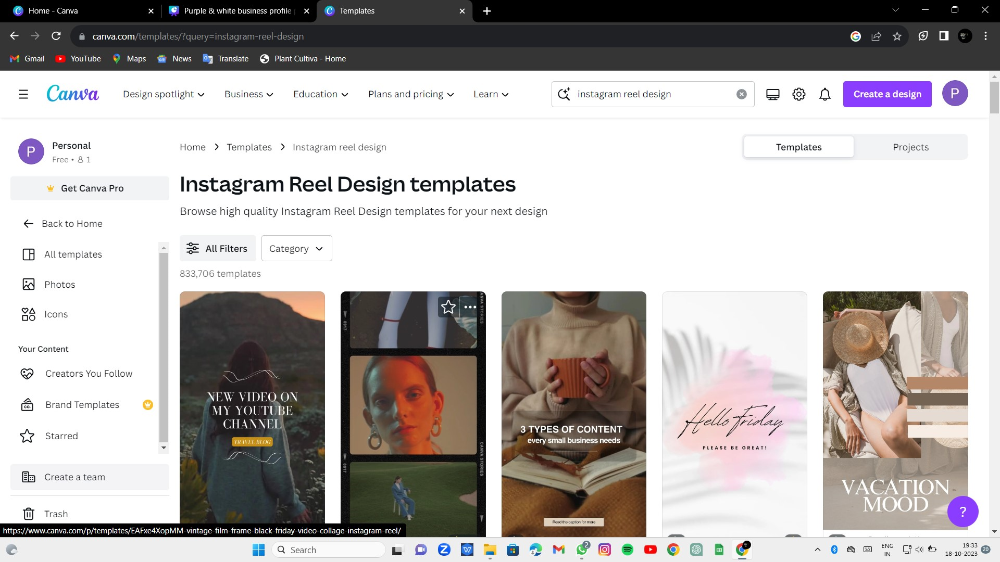 Home - Canva
Purple & white business profile
Templates
canva.com/templates/?query=instagram-reel-design
Gmail
YouTube
Maps
News
Translate
Plant Cultiva - Home
Canva
Design spotlight
Business
Education
Plans and pricing
Learn
instagram reel design
Create a design
P
P
Personal
Free • 1
Home > Templates > Instagram reel design
Templates
Projects
Get Canva Pro
Instagram Reel Design templates
Browse high quality Instagram Reel Design templates for your next design
Back to Home
All Filters
Category
All templates
833,706 templates
Photos
Icons
Your Content
Creators You Follow
Brand Templates
Starred
Create a team
Trash
NEW VIDEO ON
MY YOUTUBE
CHANNEL
TRAVEL BLOG
0917
CANVA STORIES
0917
CANVA STORIES
3 TYPES OF CONTENT
every small business needs
Read the caption for more
Hello Friday
PLEASE BE GREAT!
VACATION
MOOD
?
https://www.canva.com/p/templates/EAFxe4XopMM-vintage-film-frame-black-friday-video-collage-instagram-reel/
Search
2
ENG
IN
19:33
18-10-2023
20